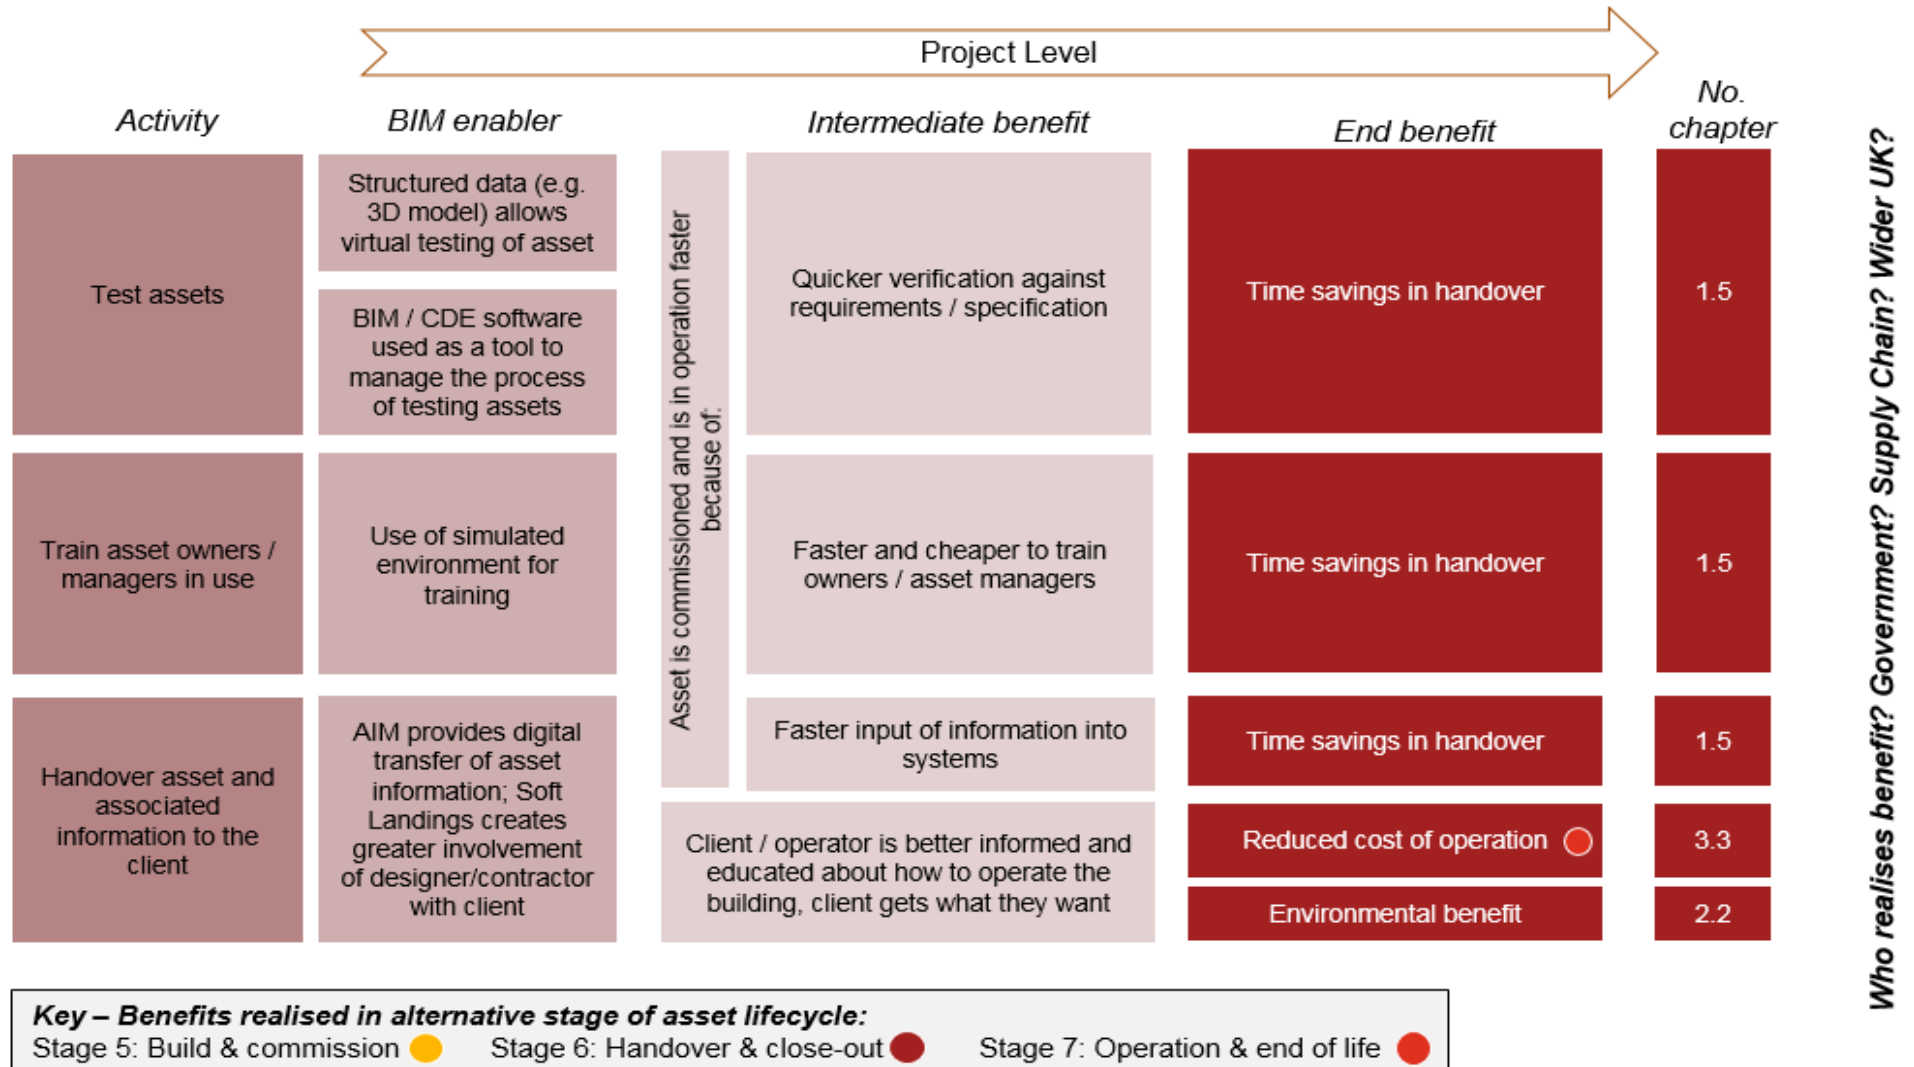 Project Level
Activity
BIM enabler
Intermediate benefit
End benefit
No.
chapter
Test assets
Structured data (e.g.
3D model) allows
virtual testing of asset
BIM / CDE software
used as a tool to
manage the process
of testing assets
Asset is commissioned and is in operation faster
because of:
Quicker verification against
requirements / specification
Time savings in handover
1.5
Train asset owners /
managers in use
Use of simulated
environment for
training
Faster and cheaper to train
owners / asset managers
Time savings in handover
1.5
Handover asset and
associated
information to the
client
AIM provides digital
transfer of asset
information; Soft
Landings creates
greater involvement
of designer/contractor
with client
Faster input of information into
systems
Time savings in handover
1.5
Client / operator is better informed and
educated about how to operate the
building, client gets what they want
Reduced cost of operation
3.3
Environmental benefit
2.2
Who realises benefit? Government? Supply Chain? Wider UK?
Key – Benefits realised in alternative stage of asset lifecycle:
Stage 5: Build & commission
Stage 6: Handover & close-out
Stage 7: Operation & end of life